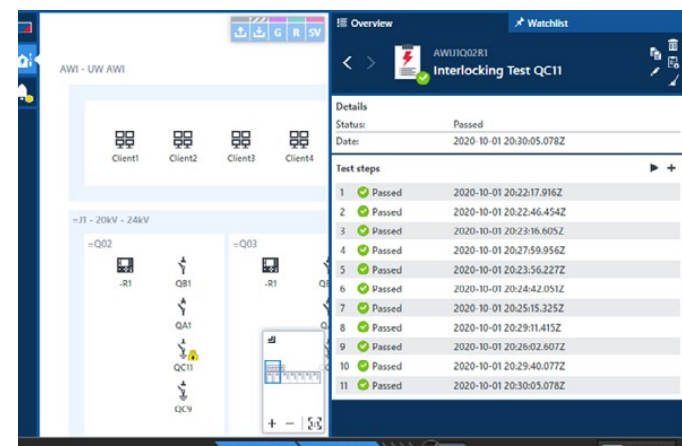 G R SV
AWI - UW AWI
Client1 Client2 Client3 Client4
=J1 - 20kV - 24kV
=Q02 =Q03
-R1 QB1 -R1
QA1
QC11
QC9
Overview Watchlist
AWIJ1Q02R1
Interlocking Test QC11
Details
Status: Passed
Date: 2020-10-01 20:30:05.078Z
Test steps
1 Passed 2020-10-01 20:22:17.916Z
2 Passed 2020-10-01 20:22:46.454Z
3 Passed 2020-10-01 20:23:16.605Z
4 Passed 2020-10-01 20:27:59.956Z
5 Passed 2020-10-01 20:23:56.227Z
6 Passed 2020-10-01 20:24:42.051Z
7 Passed 2020-10-01 20:25:15.325Z
8 Passed 2020-10-01 20:29:11.415Z
9 Passed 2020-10-01 20:26:02.607Z
10 Passed 2020-10-01 20:29:40.077Z
11 Passed 2020-10-01 20:30:05.078Z